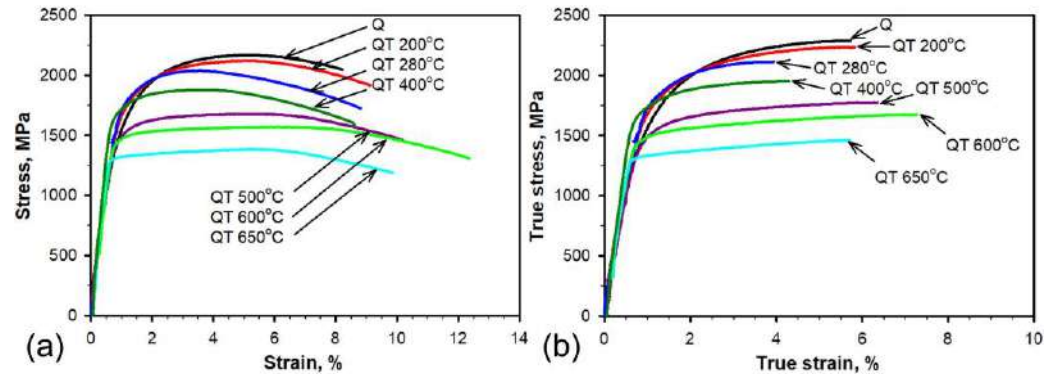 2500
2000
1500
1000
500
0
Stress, MPa
0 2 4 6 8 10 12 14
Strain, %
Q
QT 200°C
QT 280°C
QT 400°C
QT 500°C
QT 600°C
QT 650°C
(a)
2500
2000
1500
1000
500
0
True stress, MPa
0 2 4 6 8 10
True strain, %
Q
QT 200°C
QT 280°C
QT 400°C
QT 500°C
QT 600°C
QT 650°C
(b)